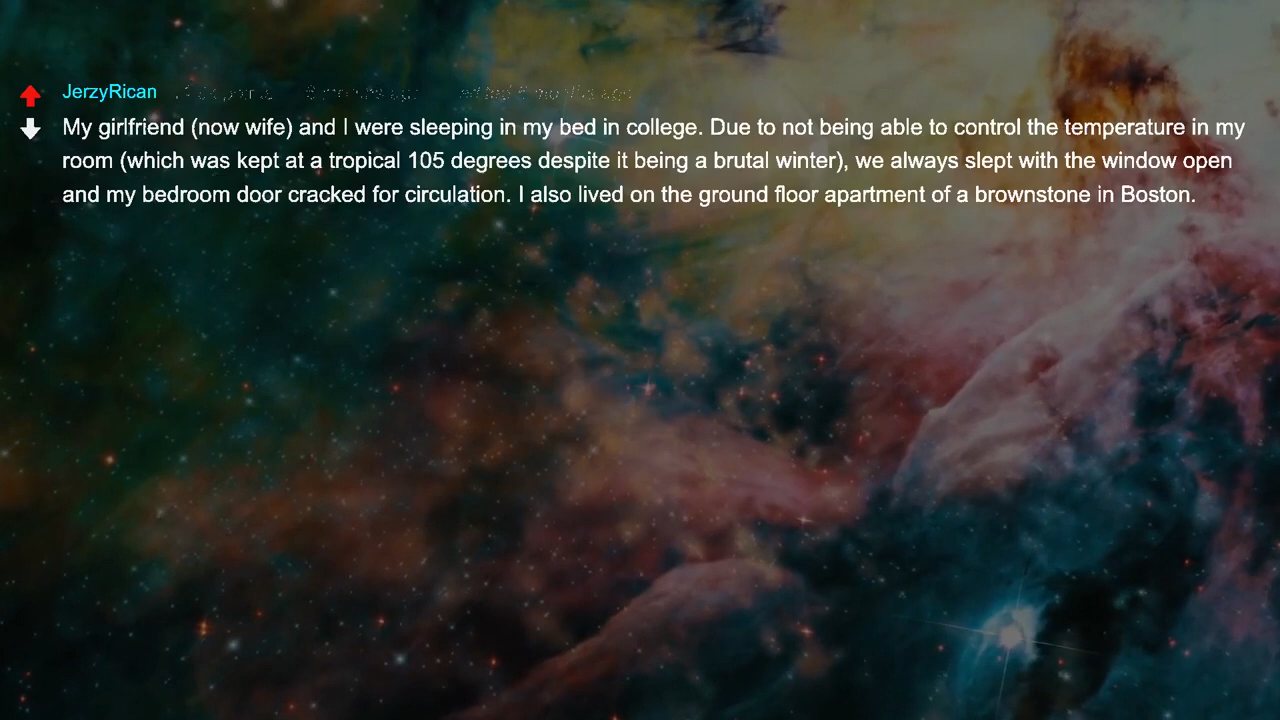 JerzyRican
My girlfriend (now wife) and I were sleeping in my bed in college. Due to not being able to control the temperature in my
room (which was kept at a tropical 105 degrees despite it being a brutal winter), we always slept with the window open
and my bedroom door cracked for circulation. I also lived on the ground floor apartment of a brownstone in Boston.